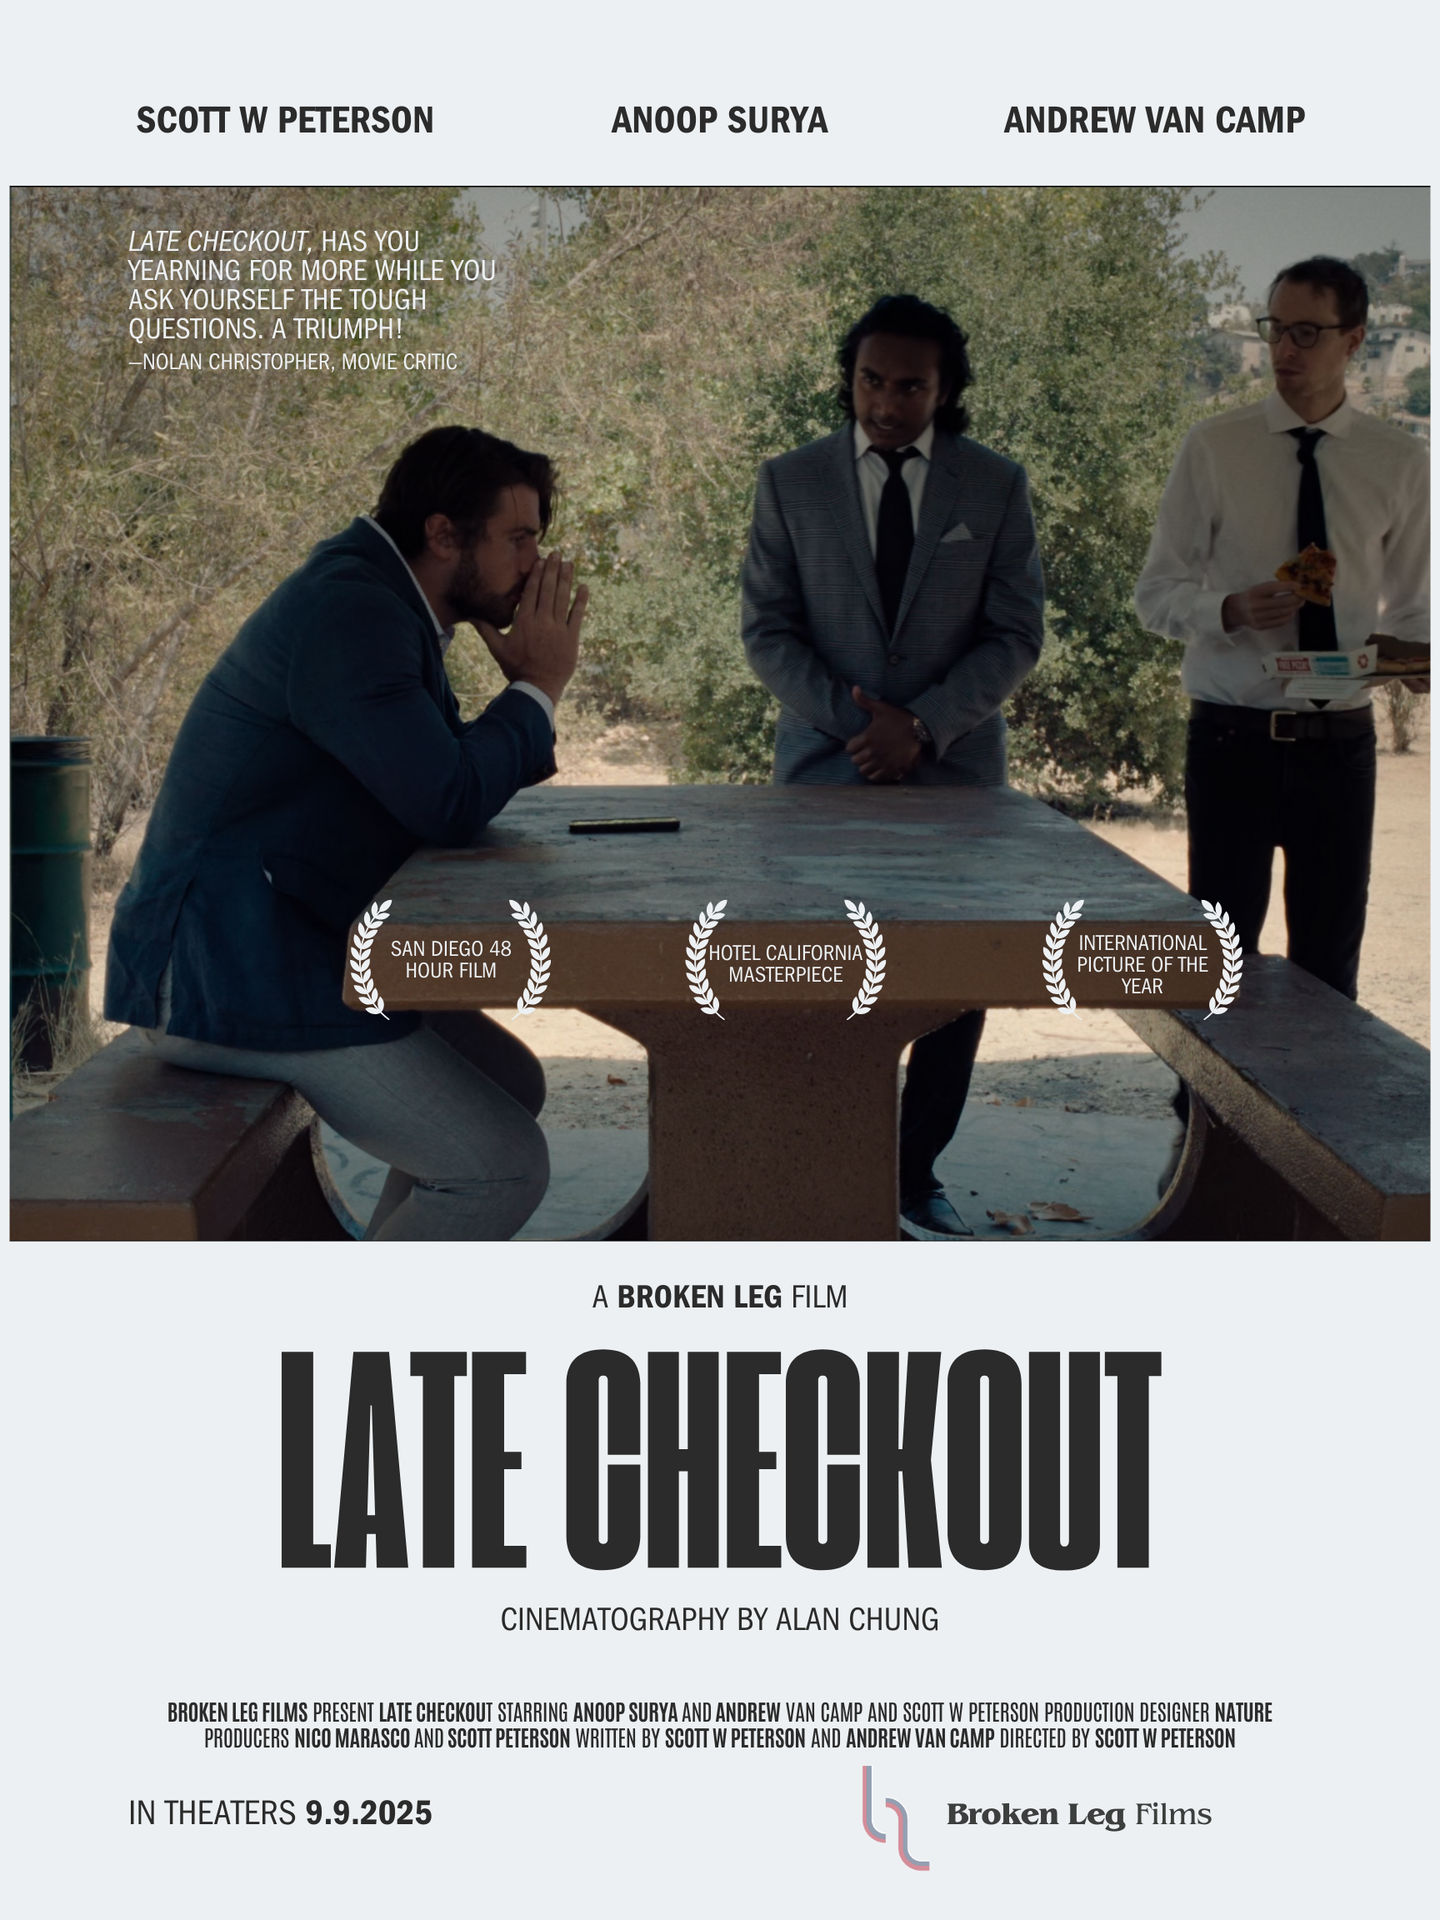 SCOTT W PETERSON ANOOP SURYA ANDREW VAN CAMP
LATE CHECKOUT, HAS YOU
YEARNING FOR MORE WHILE YOU
ASK YOURSELF THE TOUGH
QUESTIONS. A TRIUMPH!
—NOLAN CHRISTOPHER, MOVIE CRITIC
SAN DIEGO 48
HOUR FILM
HOTEL CALIFORNIA
MASTERPIECE
INTERNATIONAL
PICTURE OF THE
YEAR
A BROKEN LEG FILM
LATE CHECKOUT
CINEMATOGRAPHY BY ALAN CHUNG
BROKEN LEG FILMS PRESENT LATE CHECKOUT STARRING ANOOP SURYA AND ANDREW VAN CAMP AND SCOTT W PETERSON PRODUCTION DESIGNER NATURE
PRODUCERS NICO MARASCO AND SCOTT PETERSON WRITTEN BY SCOTT W PETERSON AND ANDREW VAN CAMP DIRECTED BY SCOTT W PETERSON
IN THEATERS 9.9.2025
Broken Leg Films